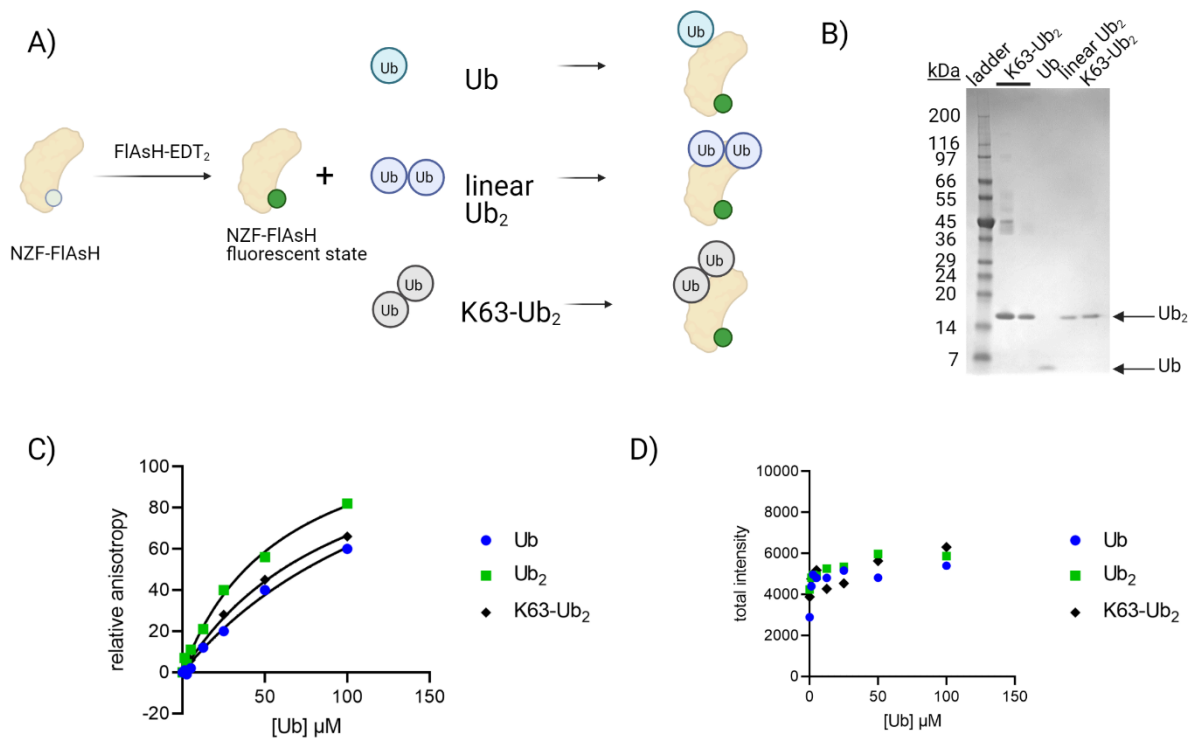 A)
Ub
Ub
FlAsH-EDT₂
NZF-FlAsH
NZF-FlAsH
fluorescent state
+
Ub Ub
linear
Ub₂
Ub
Ub
K63-Ub₂
Ub
Ub Ub
Ub
Ub
B)
kDa
ladder
K63-Ub₂
Ub
linear Ub₂
K63-Ub₂
200
116
97
66
55
45
36
29
24
20
14
7
Ub₂
Ub
C)
relative anisotropy
100
80
60
40
20
0
-20
50
100
150
[Ub] µM
Ub
Ub₂
K63-Ub₂
D)
total intensity
10000
8000
6000
4000
2000
0
0
50
100
150
[Ub] µM
Ub
Ub₂
K63-Ub₂